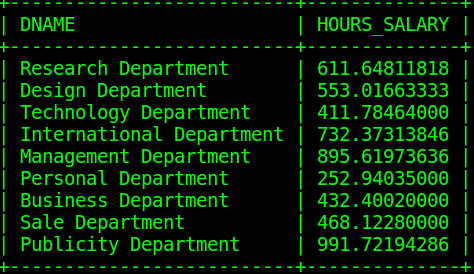 +-------------------------+--------------+
| DNAME | HOURS_SALARY |
+-------------------------+--------------+
| Research Department | 611.64811818 |
| Design Department | 553.01663333 |
| Technology Department | 411.78464000 |
| International Department | 732.37313846 |
| Management Department | 895.61973636 |
| Personal Department | 252.94035000 |
| Business Department | 432.40020000 |
| Sale Department | 468.12280000 |
| Publicity Department | 991.72194286 |
+-------------------------+--------------+